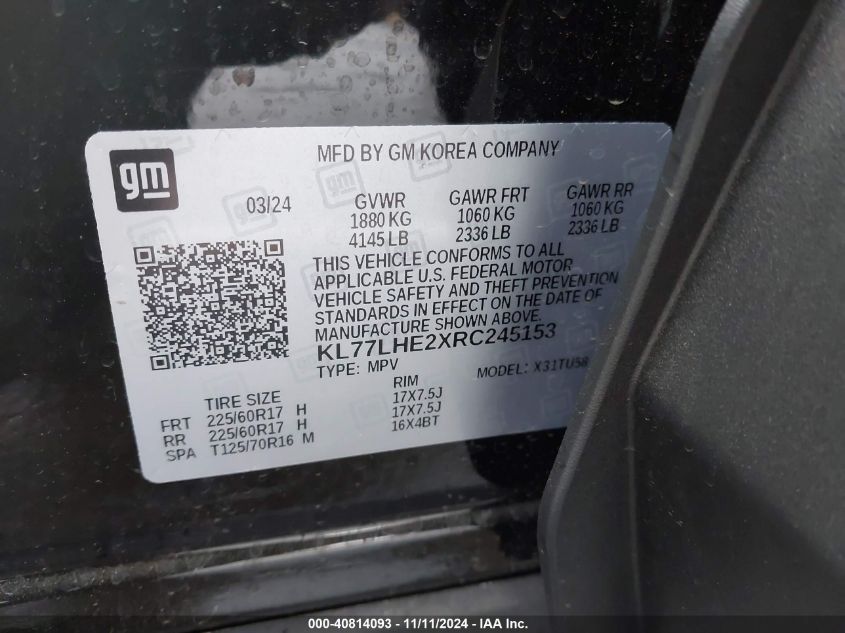 gm
MFD BY GM KOREA COMPANY
03/24
GVWR GAWR FRT GAWR RR
1880 KG 1060 KG 1060 KG
4145 LB 2336 LB 2336 LB
THIS VEHICLE CONFORMS TO ALL
APPLICABLE U.S. FEDERAL MOTOR
VEHICLE SAFETY AND THEFT PREVENTION
STANDARDS IN EFFECT ON THE DATE OF
MANUFACTURE SHOWN ABOVE.
KL77LHE2XRC245153
TYPE: MPV MODEL: X31TU58
TIRE SIZE RIM
FRT 225/60R17 H 17X7.5J
RR 225/60R17 H 17X7.5J
SPA T125/70R16 M 16X4BT
000-40814093 - 11/11/2024 - IAA Inc.